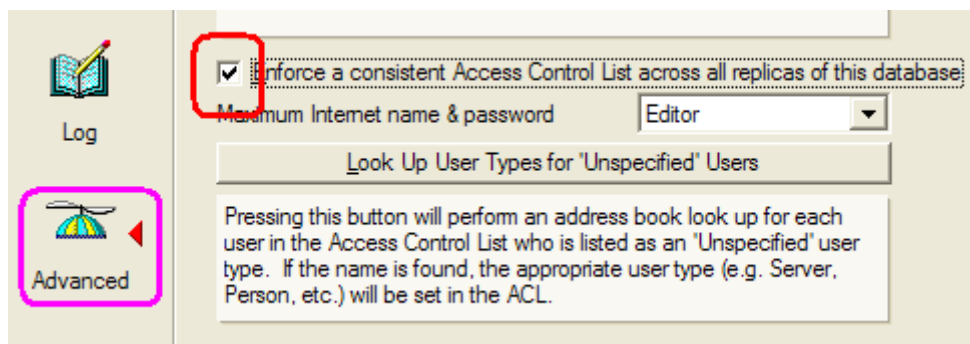 Log
Advanced
Enforce a consistent Access Control List across all replicas of this database
Maximum Internet name & password Editor
Look Up User Types for 'Unspecified' Users
Pressing this button will perform an address book look up for each
user in the Access Control List who is listed as an 'Unspecified' user
type. If the name is found, the appropriate user type (e.g. Server,
Person, etc.) will be set in the ACL.